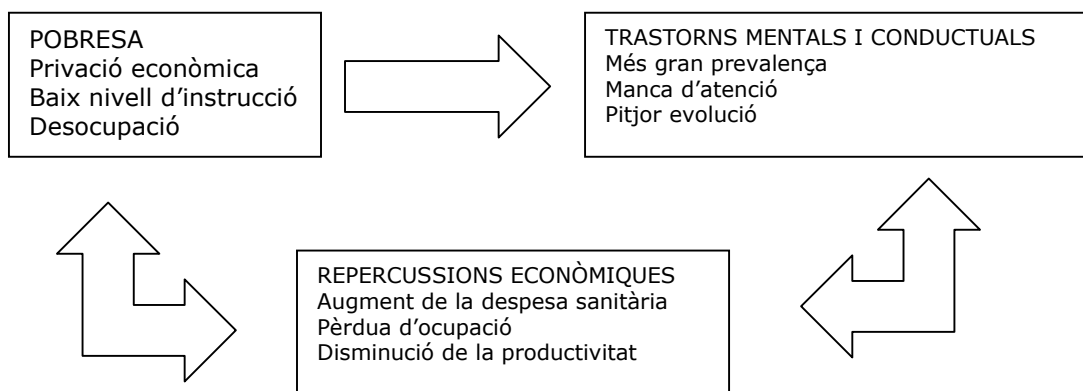 POBRESA
Privació econòmica
Baix nivell d’instrucció
Desocupació
TRASTORNS MENTALS I CONDUCTUALS
Més gran prevalença
Manca d’atenció
Pitjor evolució
REPERCUSSIONS ECONÒMIQUES
Augment de la despesa sanitària
Pèrdua d’ocupació
Disminució de la productivitat